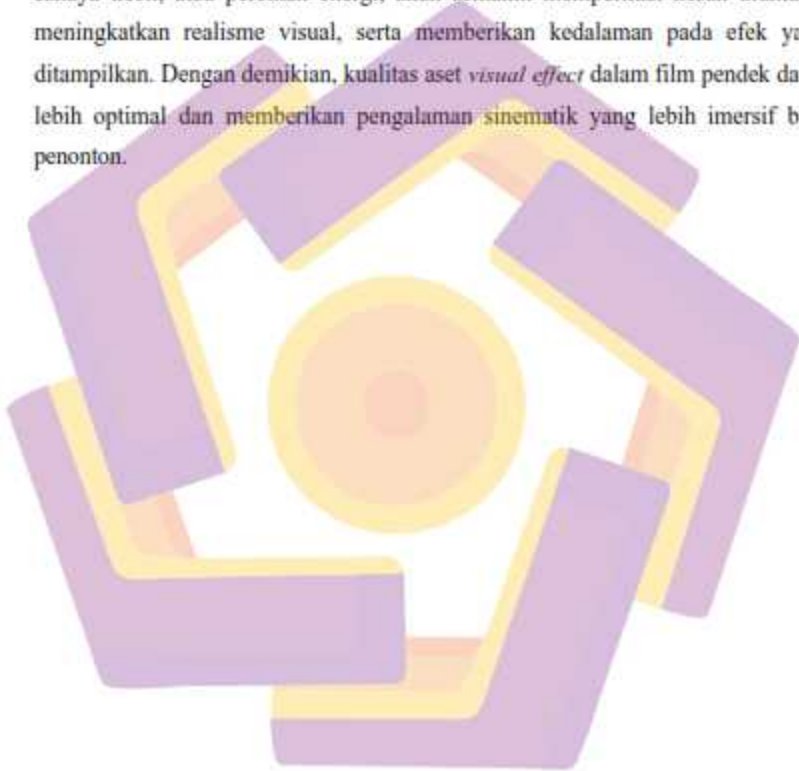 meningkatkan realisme visual, serta memberikan kedalaman pada efek ya
ditampilkan. Dengan demikian, kualitas aset visual effect dalam film pendek da
lebih optimal dan memberikan pengalaman sinematik yang lebih imersif b
penonton.